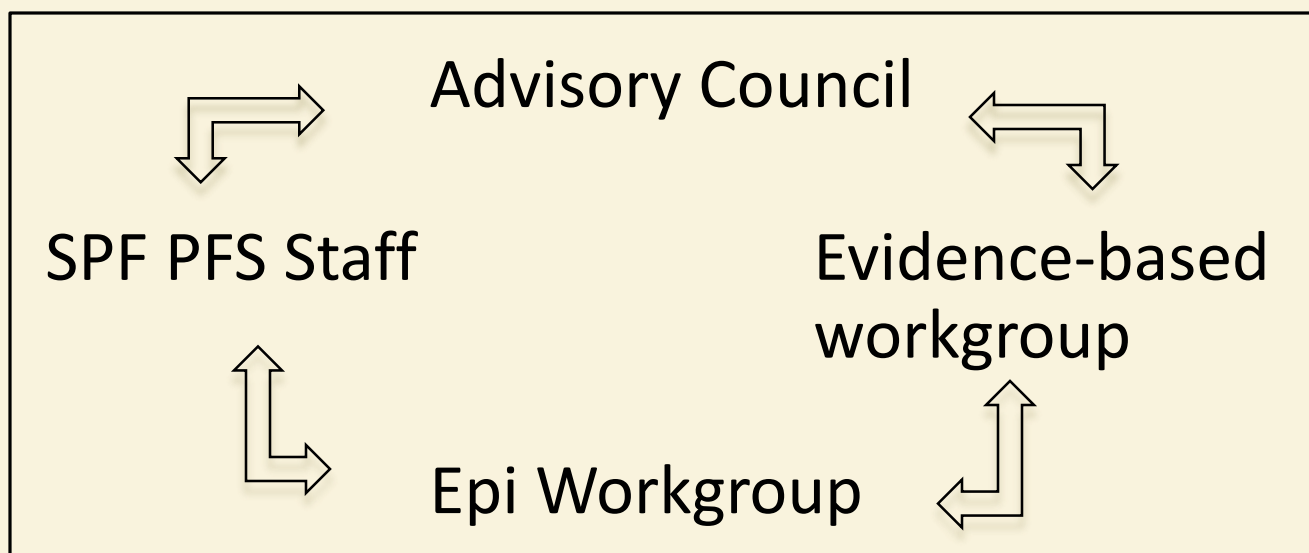 Advisory Council
SPF PFS Staff
Evidence-based
workgroup
Epi Workgroup